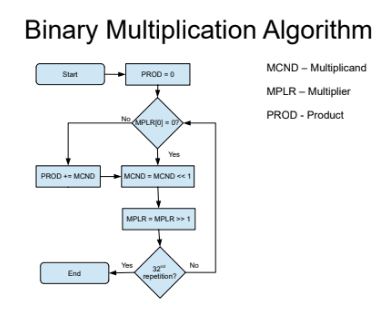 Binary Multiplication Algorithm
MCND – Multiplicand
MPLR – Multiplier
PROD - Product
Start
PROD = 0
No
MPLR[0] = 0?
Yes
PROD += MCND
MCND = MCND << 1
MPLR = MPLR >> 1
End
Yes
32nd
repetition?
No